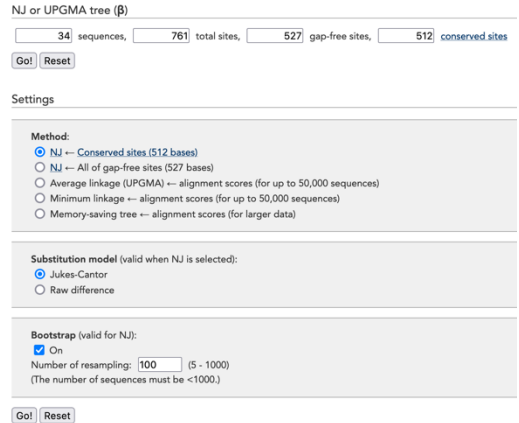 NJ or UPGMA tree (β)
34 sequences, 761 total sites, 527 gap-free sites, 512 conserved sites
Go! Reset
Settings
Method:
NJ ← Conserved sites (512 bases)
NJ ← All of gap-free sites (527 bases)
Average linkage (UPGMA) ← alignment scores (for up to 50,000 sequences)
Minimum linkage ← alignment scores (for up to 50,000 sequences)
Memory-saving tree ← alignment scores (for larger data)
Substitution model (valid when NJ is selected):
Jukes-Cantor
Raw difference
Bootstrap (valid for NJ):
On
Number of resampling: 100 (5 - 1000)
(The number of sequences must be <1000.)
Go! Reset